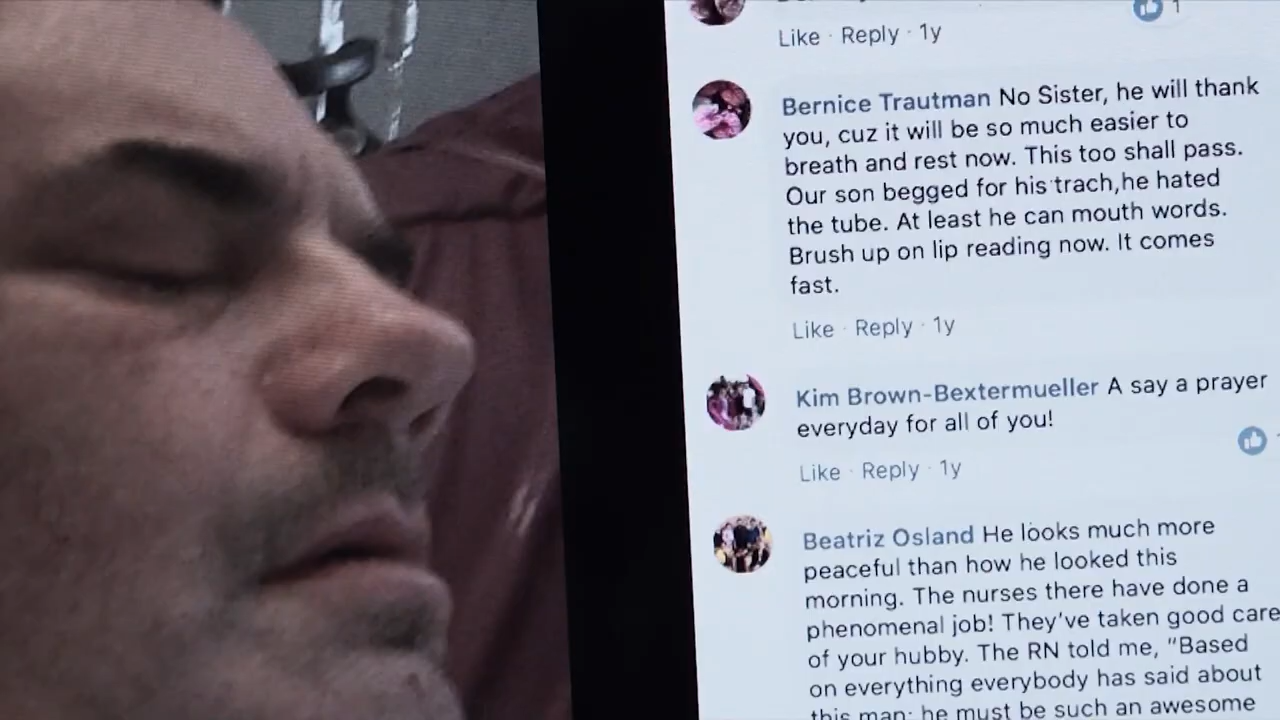 1
Like · Reply · 1y
Bernice Trautman No Sister, he will thank
you, cuz it will be so much easier to
breath and rest now. This too shall pass.
Our son begged for his trach,he hated
the tube. At least he can mouth words.
Brush up on lip reading now. It comes
fast.
Like · Reply · 1y
Kim Brown-Bextermueller A say a prayer
everyday for all of you!
Like · Reply · 1y
Beatriz Osland He looks much more
peaceful than how he looked this
morning. The nurses there have done a
phenomenal job! They've taken good care
of your hubby. The RN told me, "Based
on everything everybody has said about
this man; he must be such an awesome